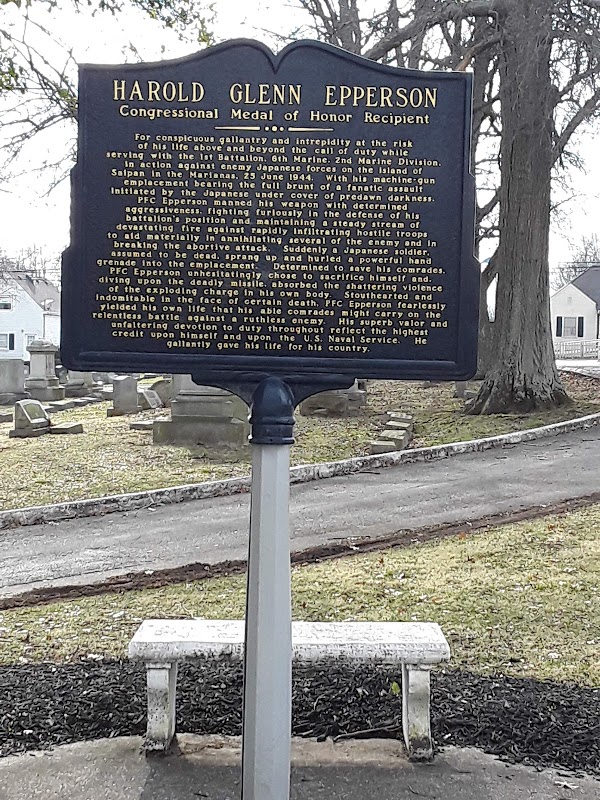 HAROLD GLENN EPPERSON
Congressional Medal of Honor Recipient
For conspicuous gallantry and intrepidity at the risk
of his life above and beyond the call of duty while
serving with the 1st Battalion, 6th Marine, 2nd Marine Division,
in action against enemy Japanese forces on the island of
Saipan in the Marianas, 25 June 1944. With his machine-gun
emplacement bearing the full brunt of a fanatic assault
initiated by the Japanese under cover of predawn darkness,
PFC Epperson manned his weapon with determined
aggressiveness, fighting furiously in the defense of his
battalion's position and maintaining a steady stream of
devastating fire against rapidly infiltrating hostile troops
to aid materially in annihilating several of the enemy and in
breaking the abortive attack. Suddenly a Japanese soldier,
assumed to be dead, sprang up and hurled a powerful hand
grenade into the emplacement. Determined to save his comrades,
PFC Epperson unhesitatingly chose to sacrifice himself and,
diving upon the deadly missile, absorbed the shattering violence
of the exploding charge in his own body. Stouthearted and
indomitable in the face of certain death, PFC Epperson fearlessly
yielded his own life that his able comrades might carry on the
relentless battle against a ruthless enemy. His superb valor and
unfaltering devotion to duty throughout reflect the highest
credit upon himself and upon the U.S. Naval Service. He
gallantly gave his life for his country.